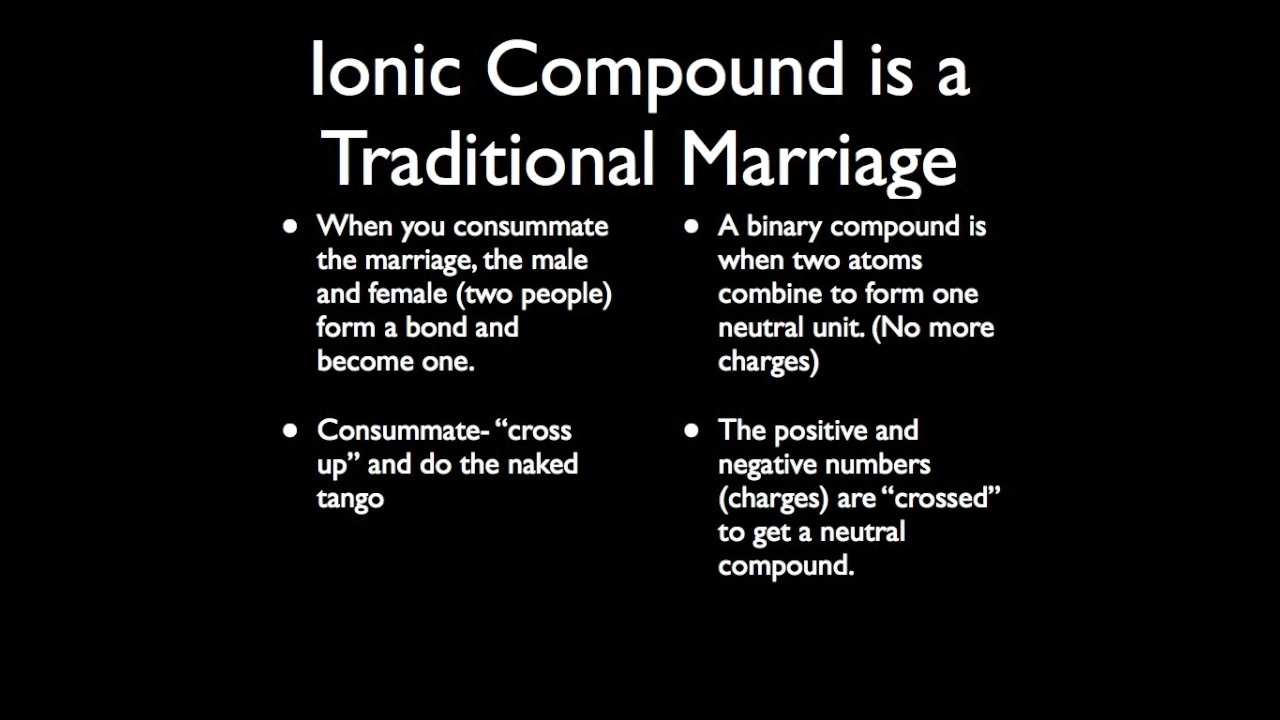 Ionic Compound is a
Traditional Marriage
• When you consummate
the marriage, the male
and female (two people)
form a bond and
become one.
• Consummate- “cross
up” and do the naked
tango
• A binary compound is
when two atoms
combine to form one
neutral unit. (No more
charges)
• The positive and
negative numbers
(charges) are “crossed”
to get a neutral
compound.